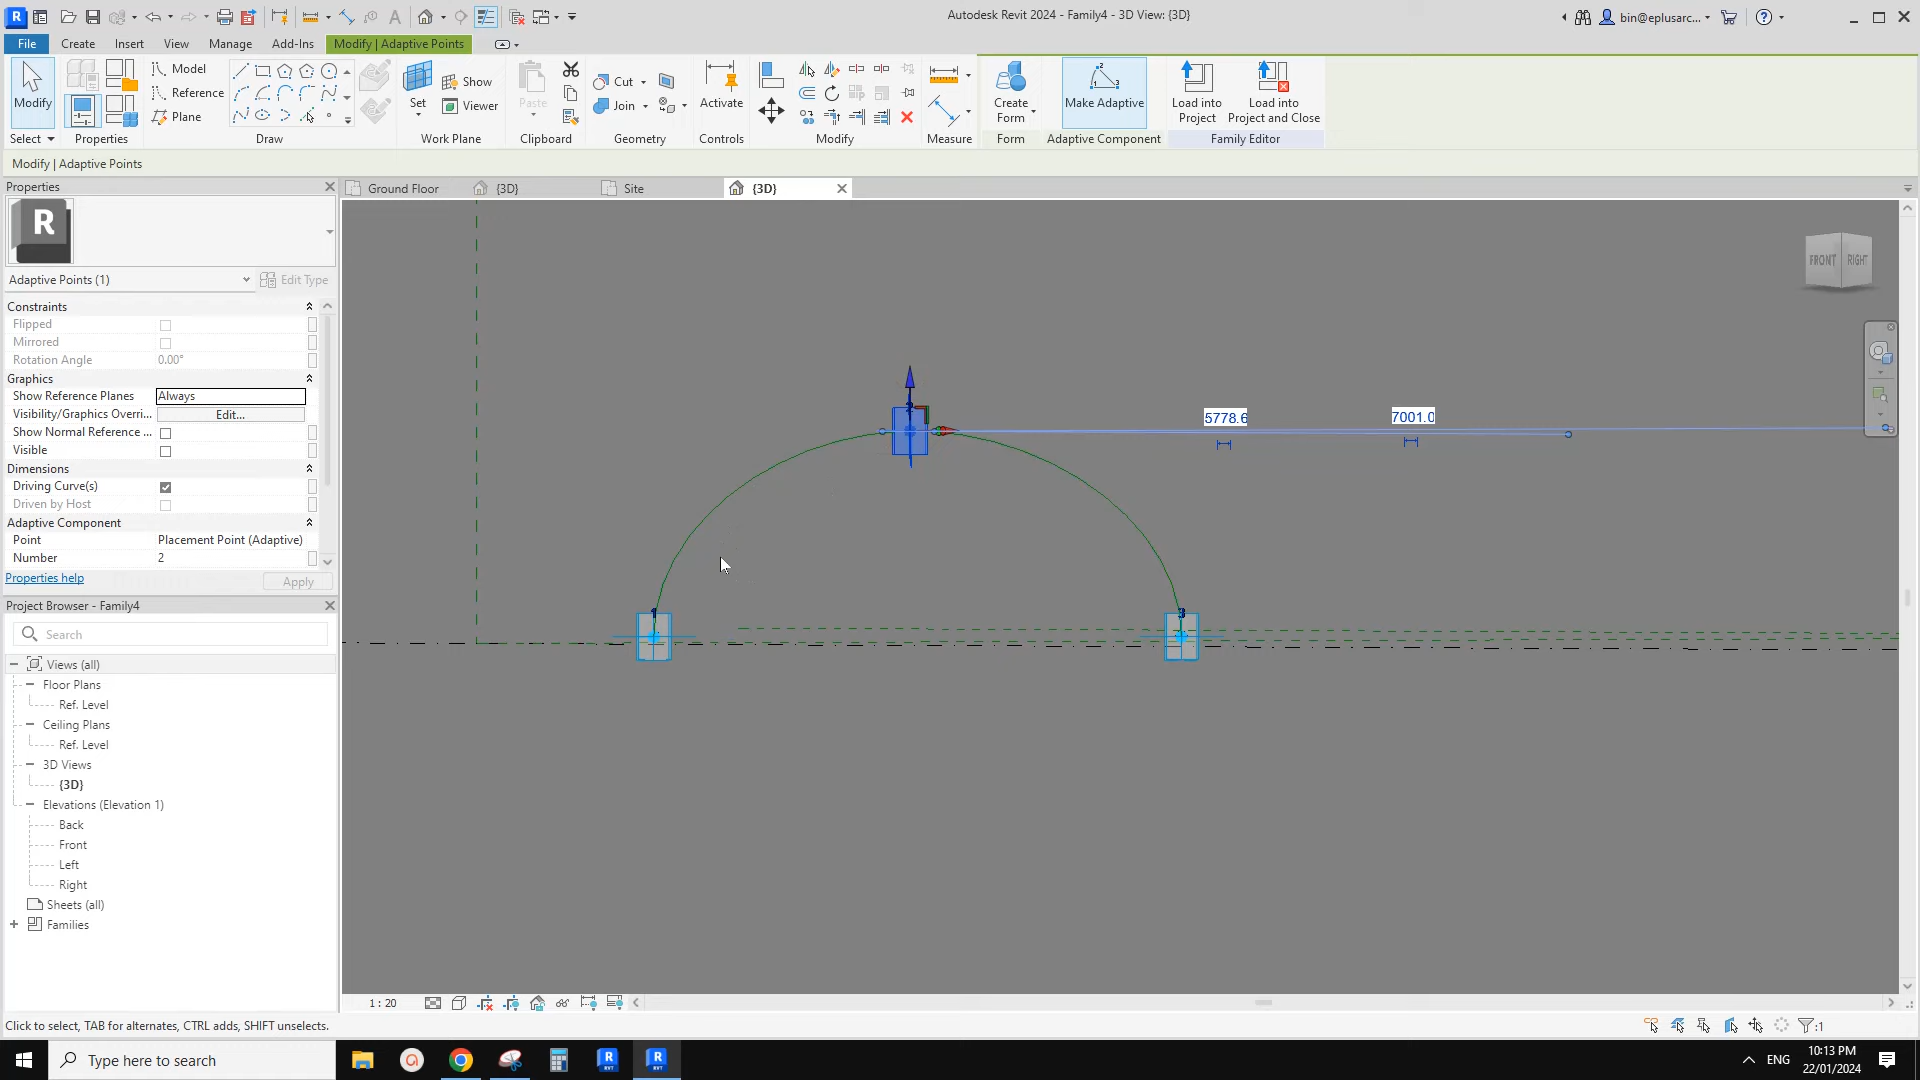 R
Autodesk Revit 2024 - Family4 - 3D View: {3D}
bin@eplusarc...
File
Create
Insert
View
Manage
Add-Ins
Modify | Adaptive Points
Modify
Model
Reference
Plane
Set
Show
Viewer
Paste
Cut
Join
Activate
Create
Form
Make Adaptive
Load into
Project
Load into
Project and Close
Select
Properties
Draw
Work Plane
Clipboard
Geometry
Controls
Modify
Measure
Form
Adaptive Component
Family Editor
Modify | Adaptive Points
Properties
Ground Floor
{3D}
Site
{3D}
R
Adaptive Points (1)
Edit Type
Constraints
Flipped
Mirrored
Rotation Angle 0.00°
Graphics
Show Reference Planes Always
Visibility/Graphics Overri... Edit...
Show Normal Reference ...
Visible
Dimensions
Driving Curve(s)
Driven by Host
Adaptive Component
Point Placement Point (Adaptive)
Number 2
Properties help
Apply
Project Browser - Family4
Search
Views (all)
Floor Plans
Ref. Level
Ceiling Plans
Ref. Level
3D Views
{3D}
Elevations (Elevation 1)
Back
Front
Left
Right
Sheets (all)
Families
FRONT
RIGHT
5778.6
7001.0
1
2
3
1 : 20
Click to select, TAB for alternates, CTRL adds, SHIFT unselects.
:1
Type here to search
ENG
10:13 PM
22/01/2024